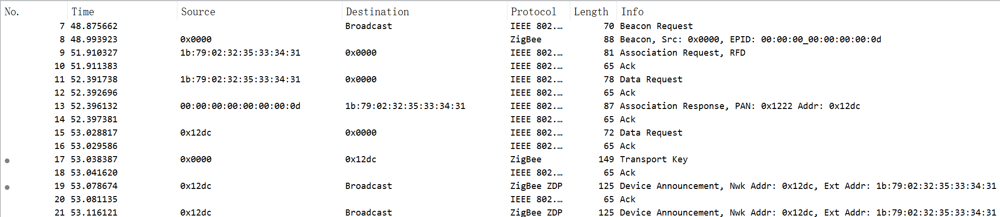 No. Time Source Destination Protocol Length Info
7 48.875662 Broadcast IEEE 802.… 70 Beacon Request
8 48.993923 0x0000 ZigBee 88 Beacon, Src: 0x0000, EPID: 00:00:00_00:00:00:00:0d
9 51.910327 1b:79:02:32:35:33:34:31 0x0000 IEEE 802.… 81 Association Request, RFD
10 51.911383 IEEE 802.… 65 Ack
11 52.391738 1b:79:02:32:35:33:34:31 0x0000 IEEE 802.… 78 Data Request
12 52.392696 IEEE 802.… 65 Ack
13 52.396132 00:00:00:00:00:00:00:0d 1b:79:02:32:35:33:34:31 IEEE 802.… 87 Association Response, PAN: 0x1222 Addr: 0x12dc
14 52.397381 IEEE 802.… 65 Ack
15 53.028817 0x12dc 0x0000 IEEE 802.… 72 Data Request
16 53.029586 IEEE 802.… 65 Ack
17 53.038387 0x0000 0x12dc ZigBee 149 Transport Key
18 53.041620 IEEE 802.… 65 Ack
19 53.078674 0x12dc Broadcast ZigBee ZDP 125 Device Announcement, Nwk Addr: 0x12dc, Ext Addr: 1b:79:02:32:35:33:34:31
20 53.081135 IEEE 802.… 65 Ack
21 53.116121 0x12dc Broadcast ZigBee ZDP 125 Device Announcement, Nwk Addr: 0x12dc, Ext Addr: 1b:79:02:32:35:33:34:31